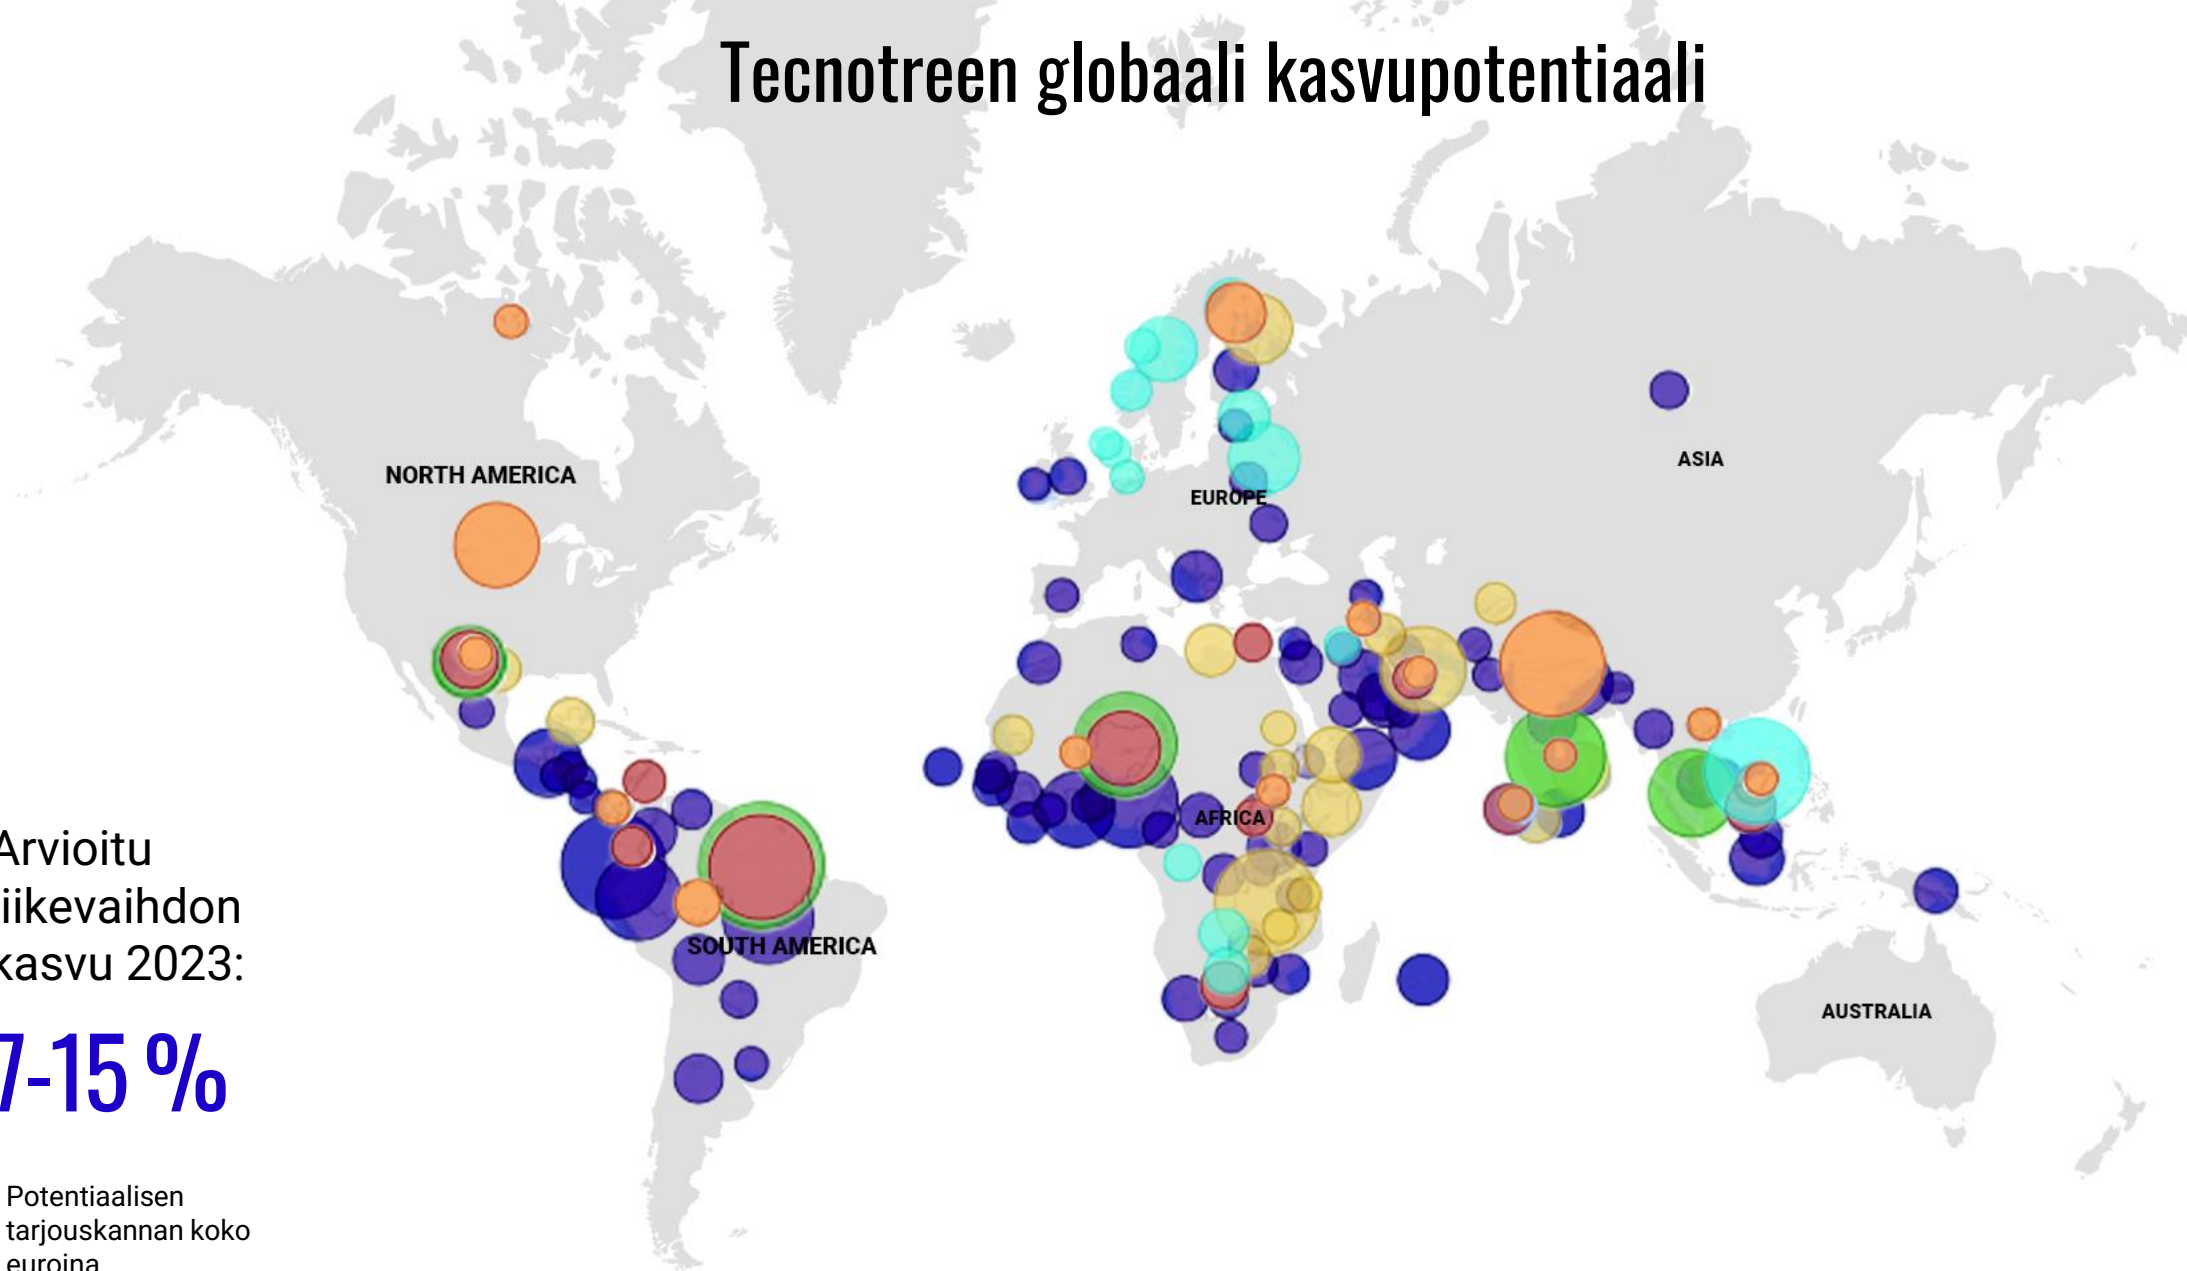 Tecnotreen globaali kasvupotentiaali
NORTH AMERICA
ASIA
EUROPE
AFRICA
SOUTH AMERICA
AUSTRALIA
Arvioitu
iikevaihdon
kasvu 2023:
7-15 %
Potentiaalisen
tarjouskannan koko
euroina